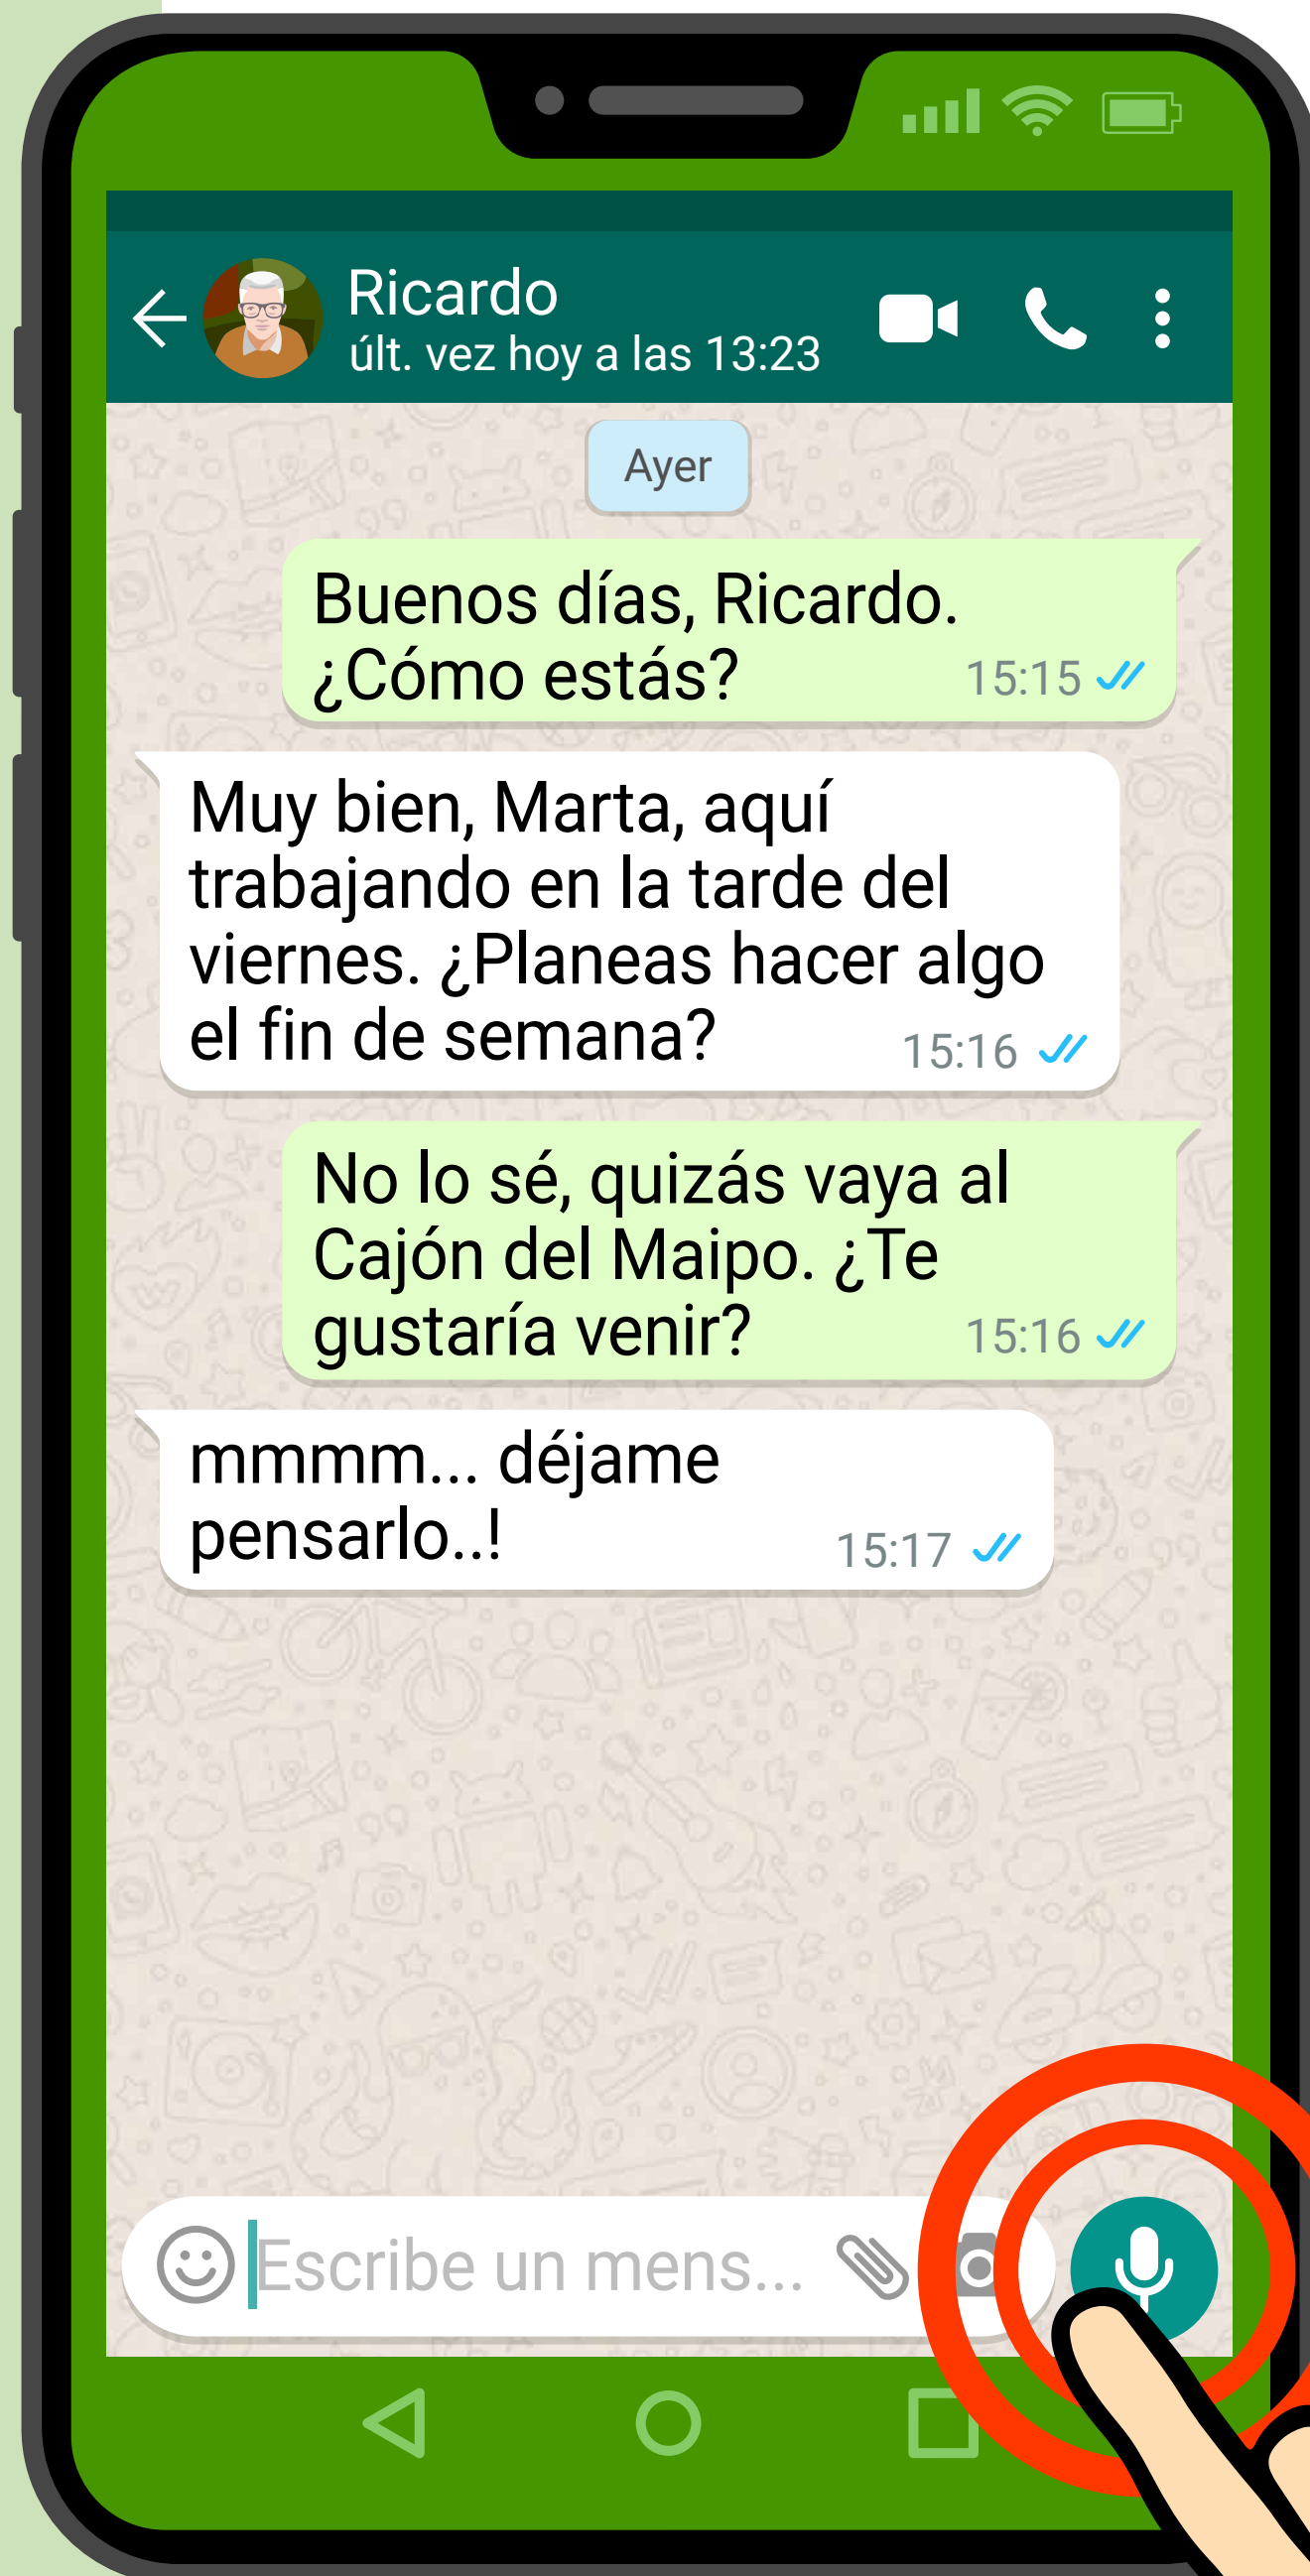 Ricardo
últ. vez hoy a las 13:23
Ayer
Buenos días, Ricardo.
¿Cómo estás? 15:15
Muy bien, Marta, aquí
trabajando en la tarde del
viernes. ¿Planeas hacer algo
el fin de semana? 15:16
No lo sé, quizás vaya al
Cajón del Maipo. ¿Te
gustaría venir? 15:16
mmmm... déjame
pensarlo..! 15:17
Escribe un mens...